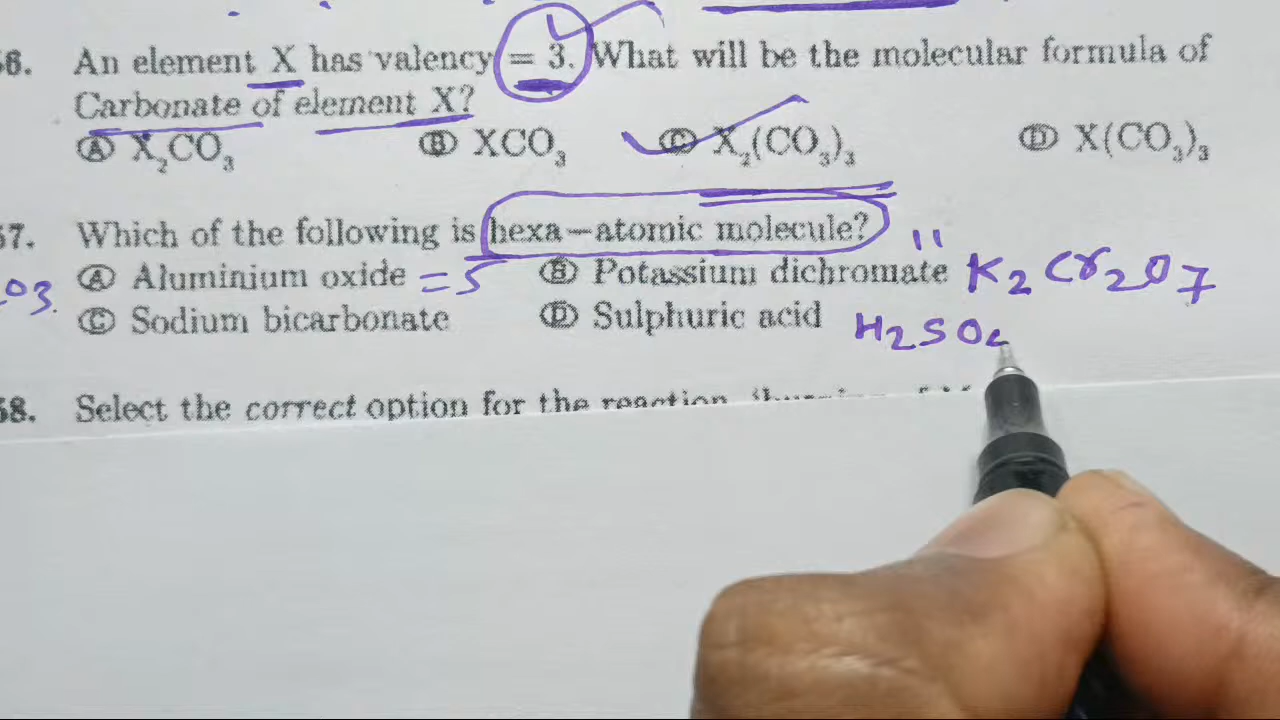 56. An element X has valency = 3. What will be the molecular formula of
Carbonate of element X?
Ⓐ X₂CO₃ Ⓑ XCO₃ Ⓒ X₂(CO₃)₃ Ⓓ X(CO₃)₃
57. Which of the following is hexa-atomic molecule?
Ⓐ Aluminium oxide = 5 Ⓑ Potassium dichromate 11 K₂Cr₂O₇
O3. Ⓒ Sodium bicarbonate Ⓓ Sulphuric acid H₂SO₄
58. Select the correct option for the reaction